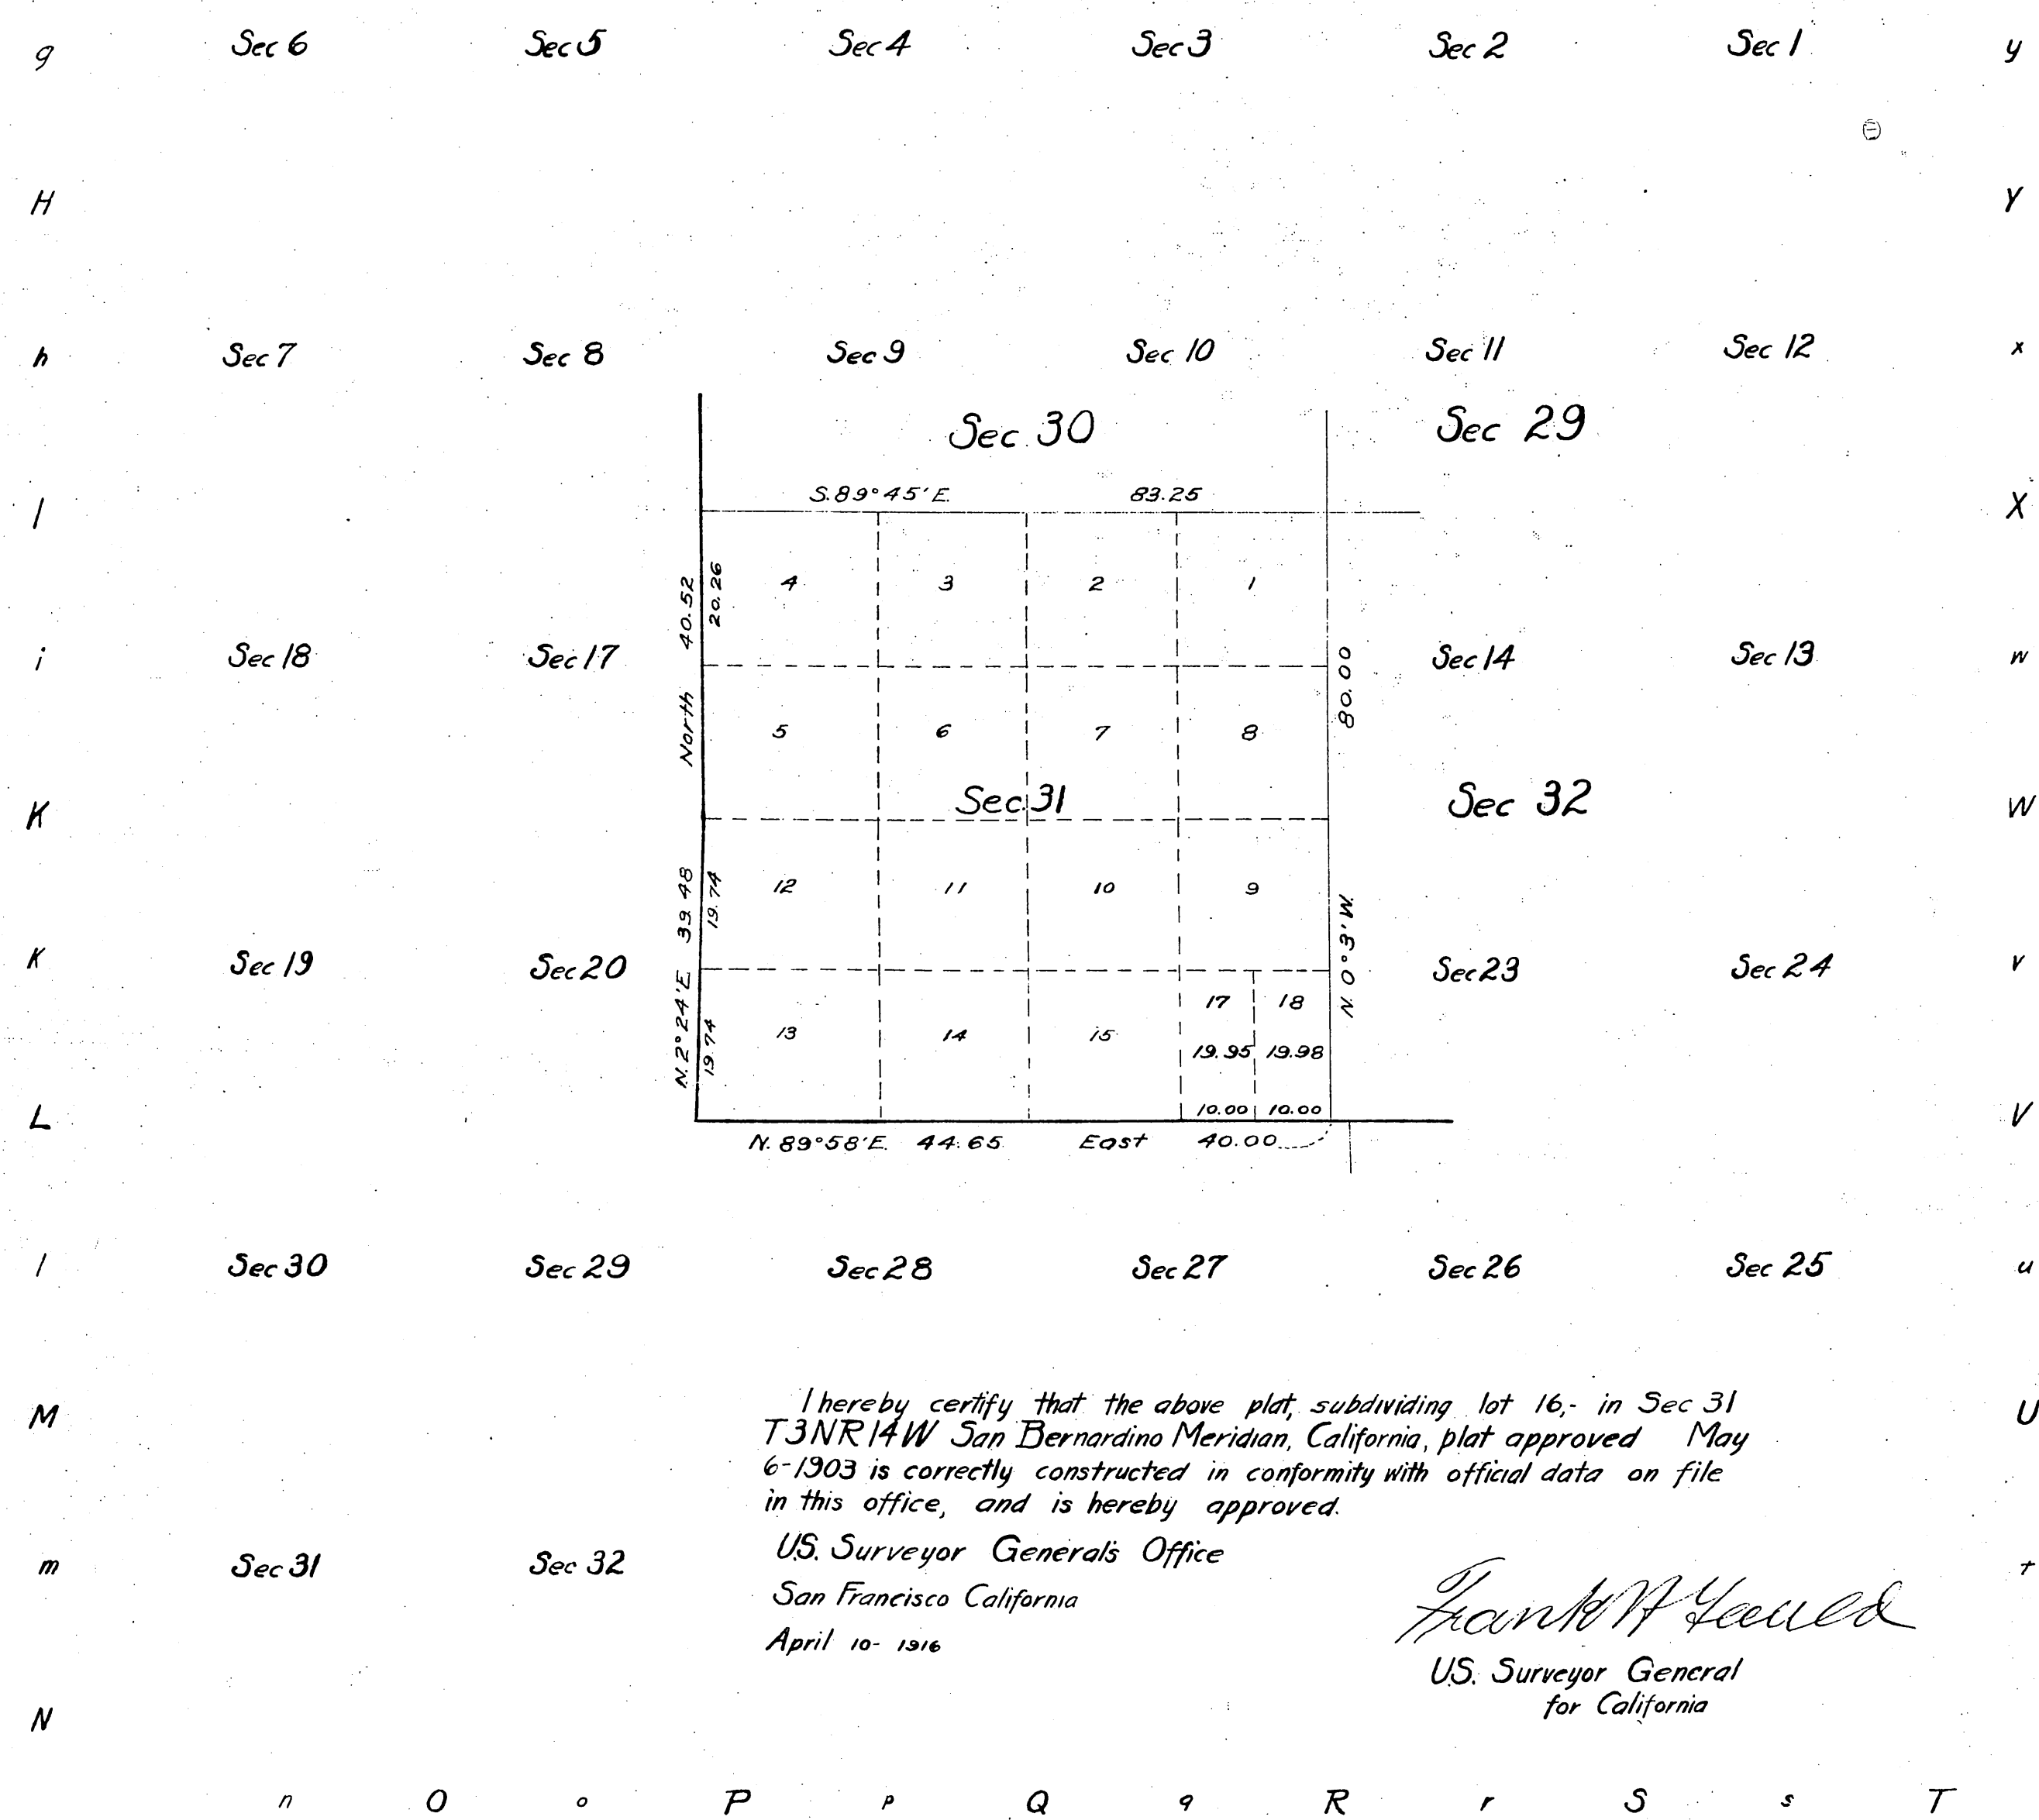 g Sec 6 Sec 5 Sec 4 Sec 3 Sec 2 Sec 1 y
H Y
h Sec 7 Sec 8 Sec 9 Sec 10 Sec 11 Sec 12 x
Sec. 30 Sec 29
I S. 89° 45' E. 83.25 X
4 3 2 1
North 40.52 20.26
i Sec 18 Sec 17 80.00 Sec 14 Sec 13 w
5 6 7 8
K Sec. 31 Sec 32 W
12 11 10 9
N. 2° 24' E 39.48 19.74
K Sec 19 Sec 20 N. 0° 3' W. Sec 23 Sec 24 v
17 18
13 14 15
19.74 19.95 19.98
L 10.00 10.00 V
N. 89° 58' E. 44.65 East 40.00
l Sec 30 Sec 29 Sec 28 Sec 27 Sec 26 Sec 25 u
M U
I hereby certify that the above plat, subdividing lot 16,- in Sec 31
T3NR14W San Bernardino Meridian, California, plat approved May
6-1903 is correctly constructed in conformity with official data on file
in this office, and is hereby approved.
U.S. Surveyor General's Office
m Sec 31 Sec 32 t
San Francisco California
April 10- 1916
U.S. Surveyor General
for California
N
n O o P p Q q R r S s T